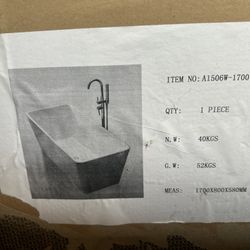 ITEM NO: A1506W-1700
QTY: 1 PIECE
N.W: 40KGS
G.W: 52KGS
MEAS: 1700X800X580MM